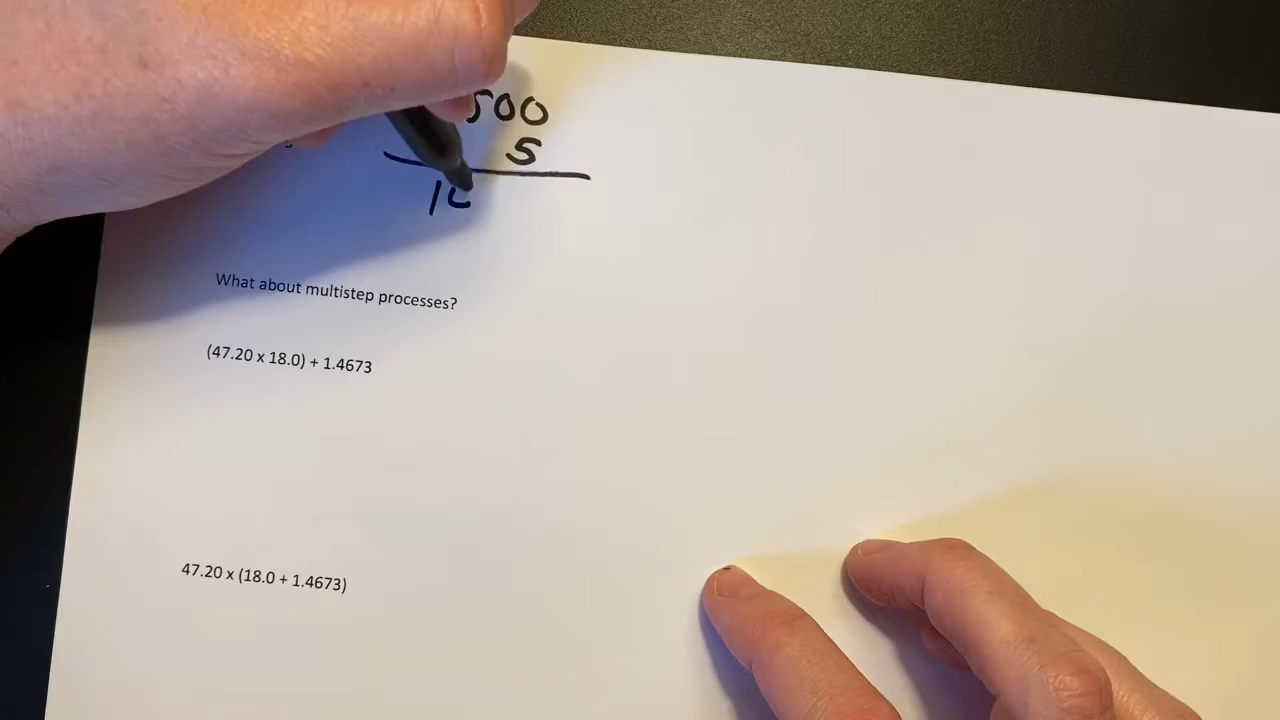 500
5
What about multistep processes?
(47.20 x 18.0) + 1.4673
47.20 x (18.0 + 1.4673)